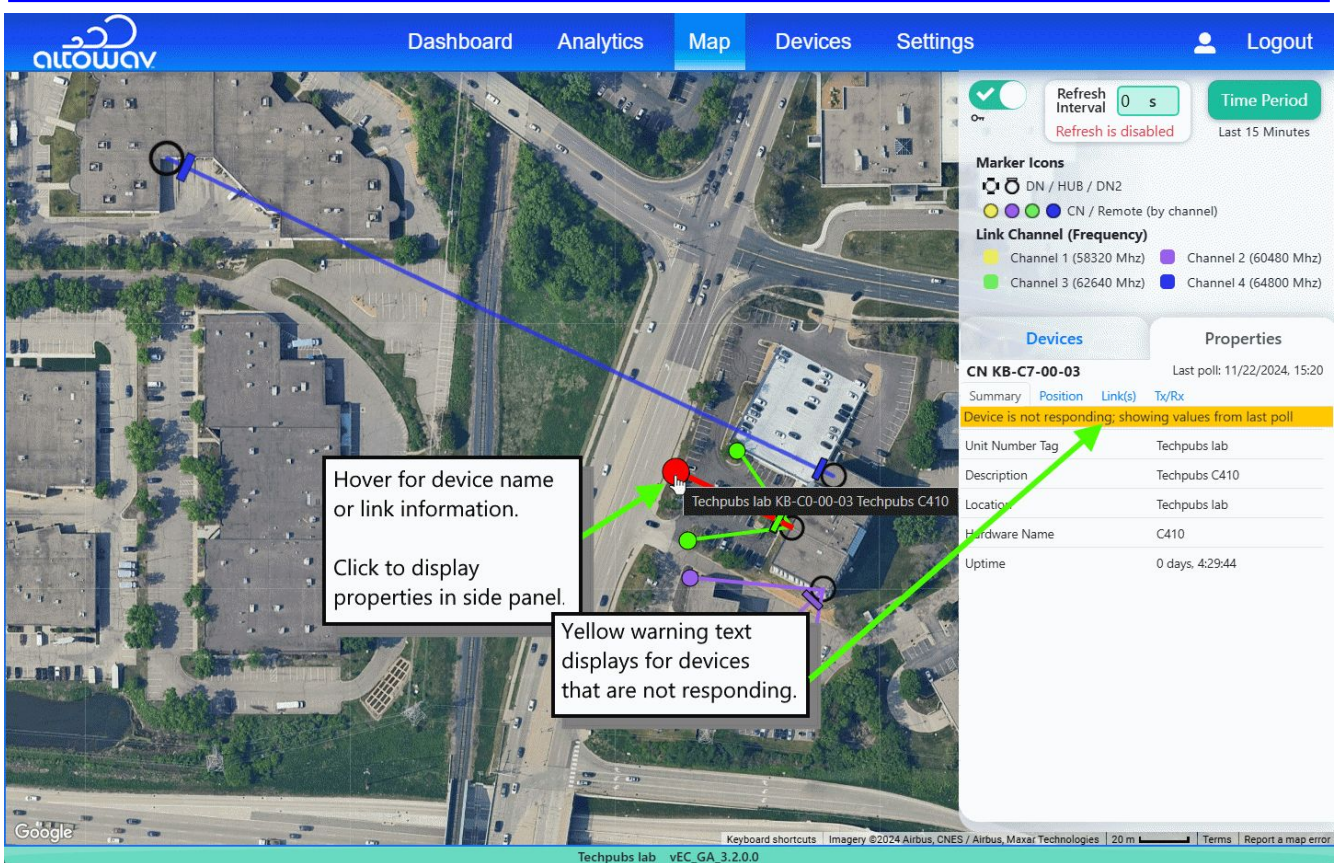 altowav
Dashboard Analytics Map Devices Settings Logout
Refresh
Interval
0 s
Refresh is disabled
Time Period
Last 15 Minutes
Marker Icons
DN / HUB / DN2
CN / Remote (by channel)
Link Channel (Frequency)
Channel 1 (58320 Mhz) Channel 2 (60480 Mhz)
Channel 3 (62640 Mhz) Channel 4 (64800 Mhz)
Devices Properties
CN KB-C7-00-03 Last poll: 11/22/2024, 15:20
Summary Position Link(s) Tx/Rx
Device is not responding; showing values from last poll
Unit Number Tag Techpubs lab
Description Techpubs C410
Location Techpubs lab
Hardware Name C410
Uptime 0 days, 4:29:44
Hover for device name
or link information.
Click to display
properties in side panel.
Techpubs lab KB-C0-00-03 Techpubs C410
Yellow warning text
displays for devices
that are not responding.
Google
Keyboard shortcuts Imagery ©2024 Airbus, CNES / Airbus, Maxar Technologies 20 m Terms Report a map error
Techpubs lab vEC_GA_3.2.0.0